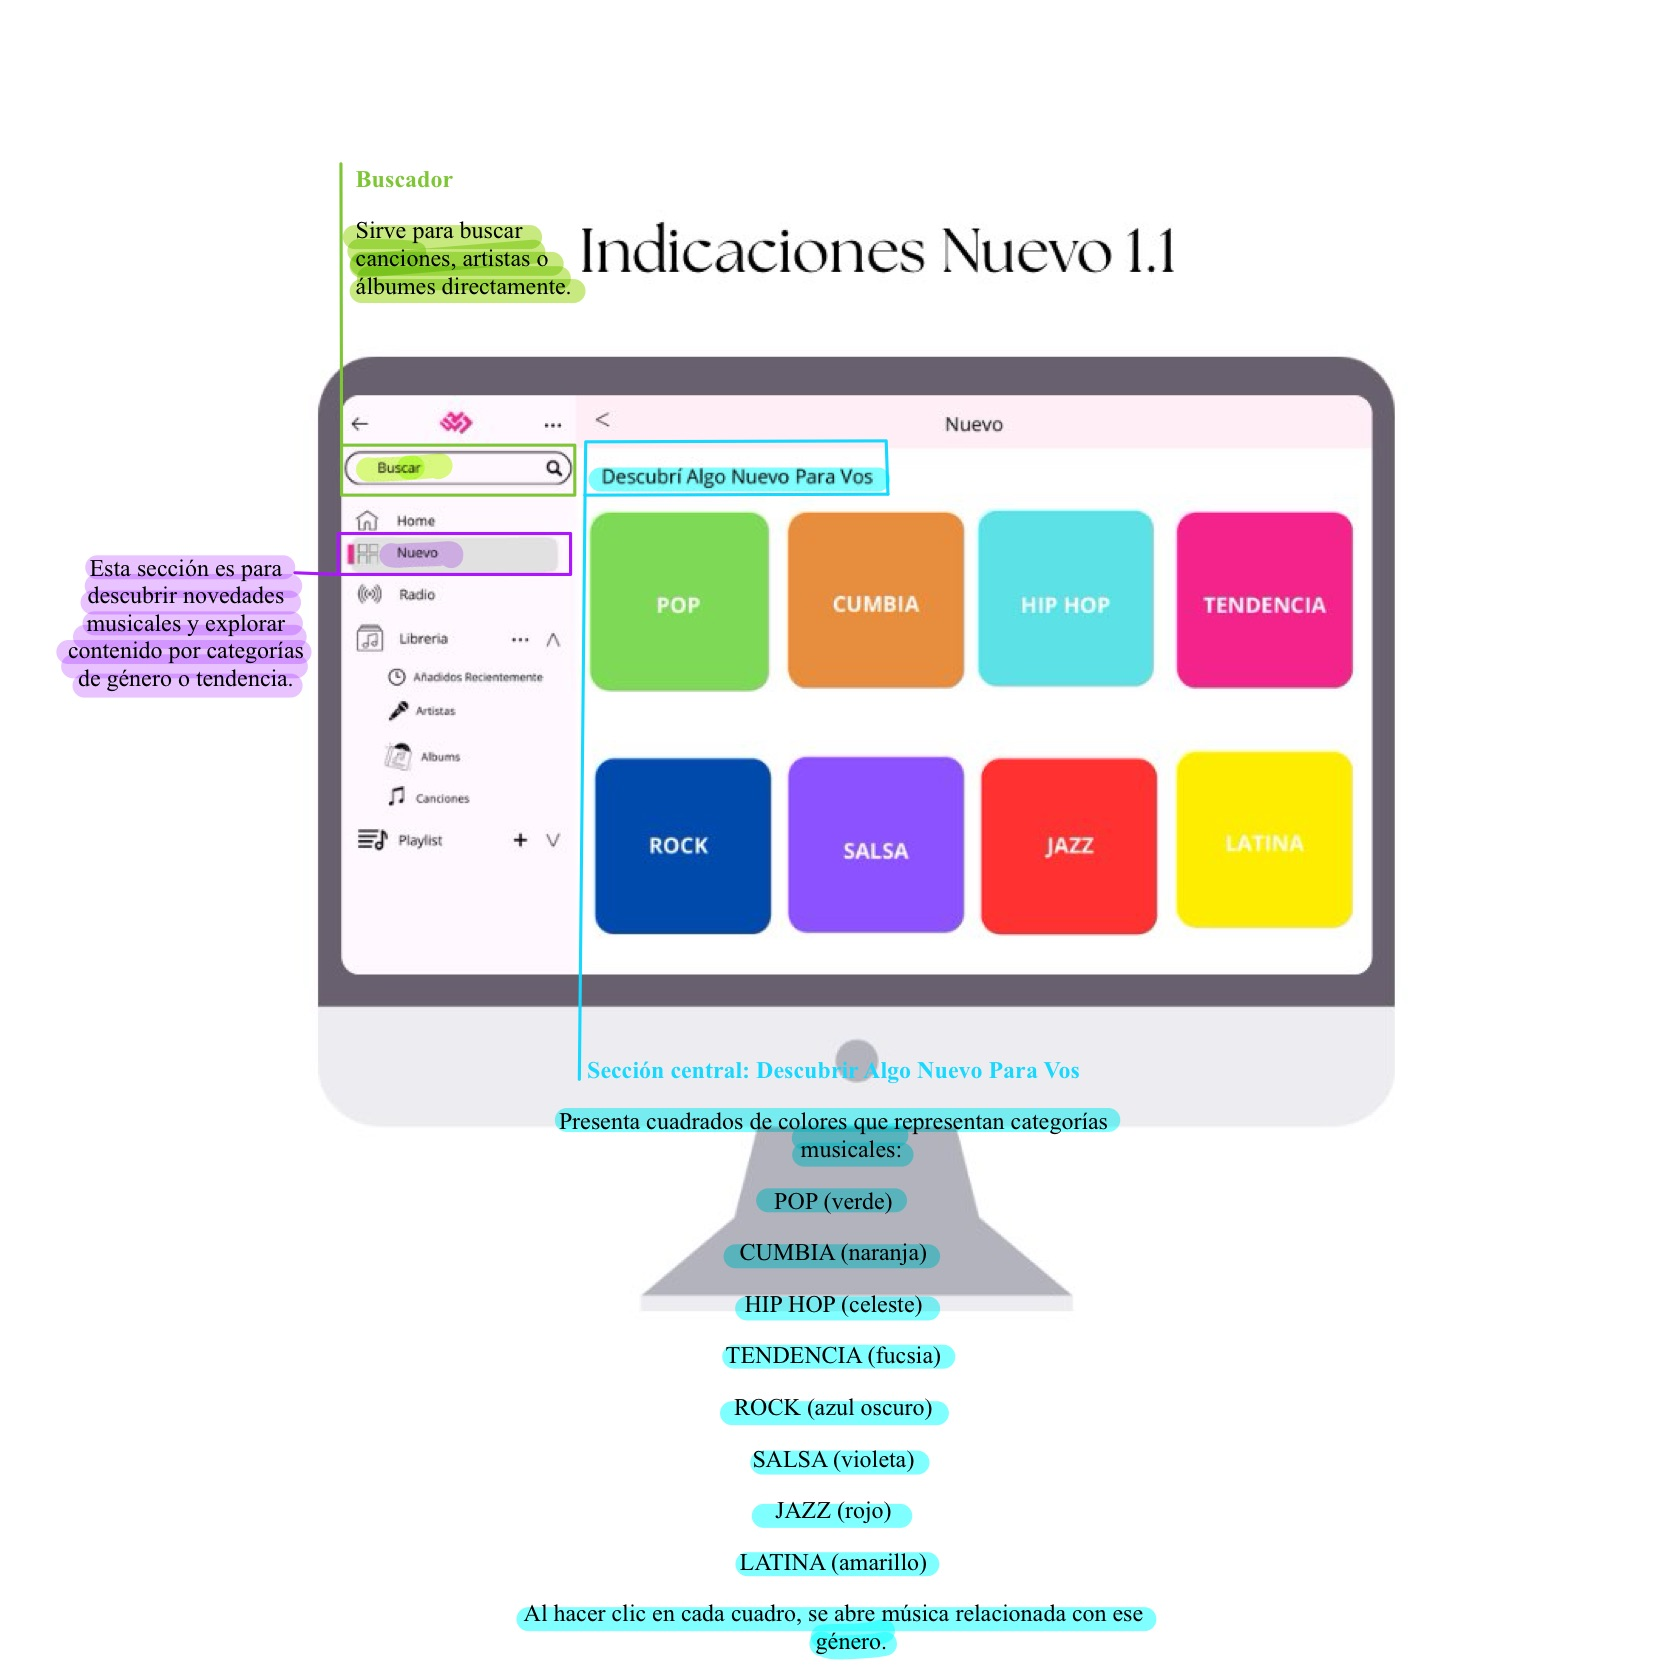 Buscador
Sirve para buscar
canciones, artistas o
álbumes directamente.
Indicaciones Nuevo 1.1
Nuevo
Buscar
Descubrí Algo Nuevo Para Vos
Home
Nuevo
Radio
Libreria
Añadidos Recientemente
Artistas
Albums
Canciones
Playlist
Esta sección es para
descubrir novedades
musicales y explorar
contenido por categorías
de género o tendencia.
POP
CUMBIA
HIP HOP
TENDENCIA
ROCK
SALSA
JAZZ
LATINA
Sección central: Descubrir Algo Nuevo Para Vos
Presenta cuadrados de colores que representan categorías
musicales:
POP (verde)
CUMBIA (naranja)
HIP HOP (celeste)
TENDENCIA (fucsia)
ROCK (azul oscuro)
SALSA (violeta)
JAZZ (rojo)
LATINA (amarillo)
Al hacer clic en cada cuadro, se abre música relacionada con ese
género.